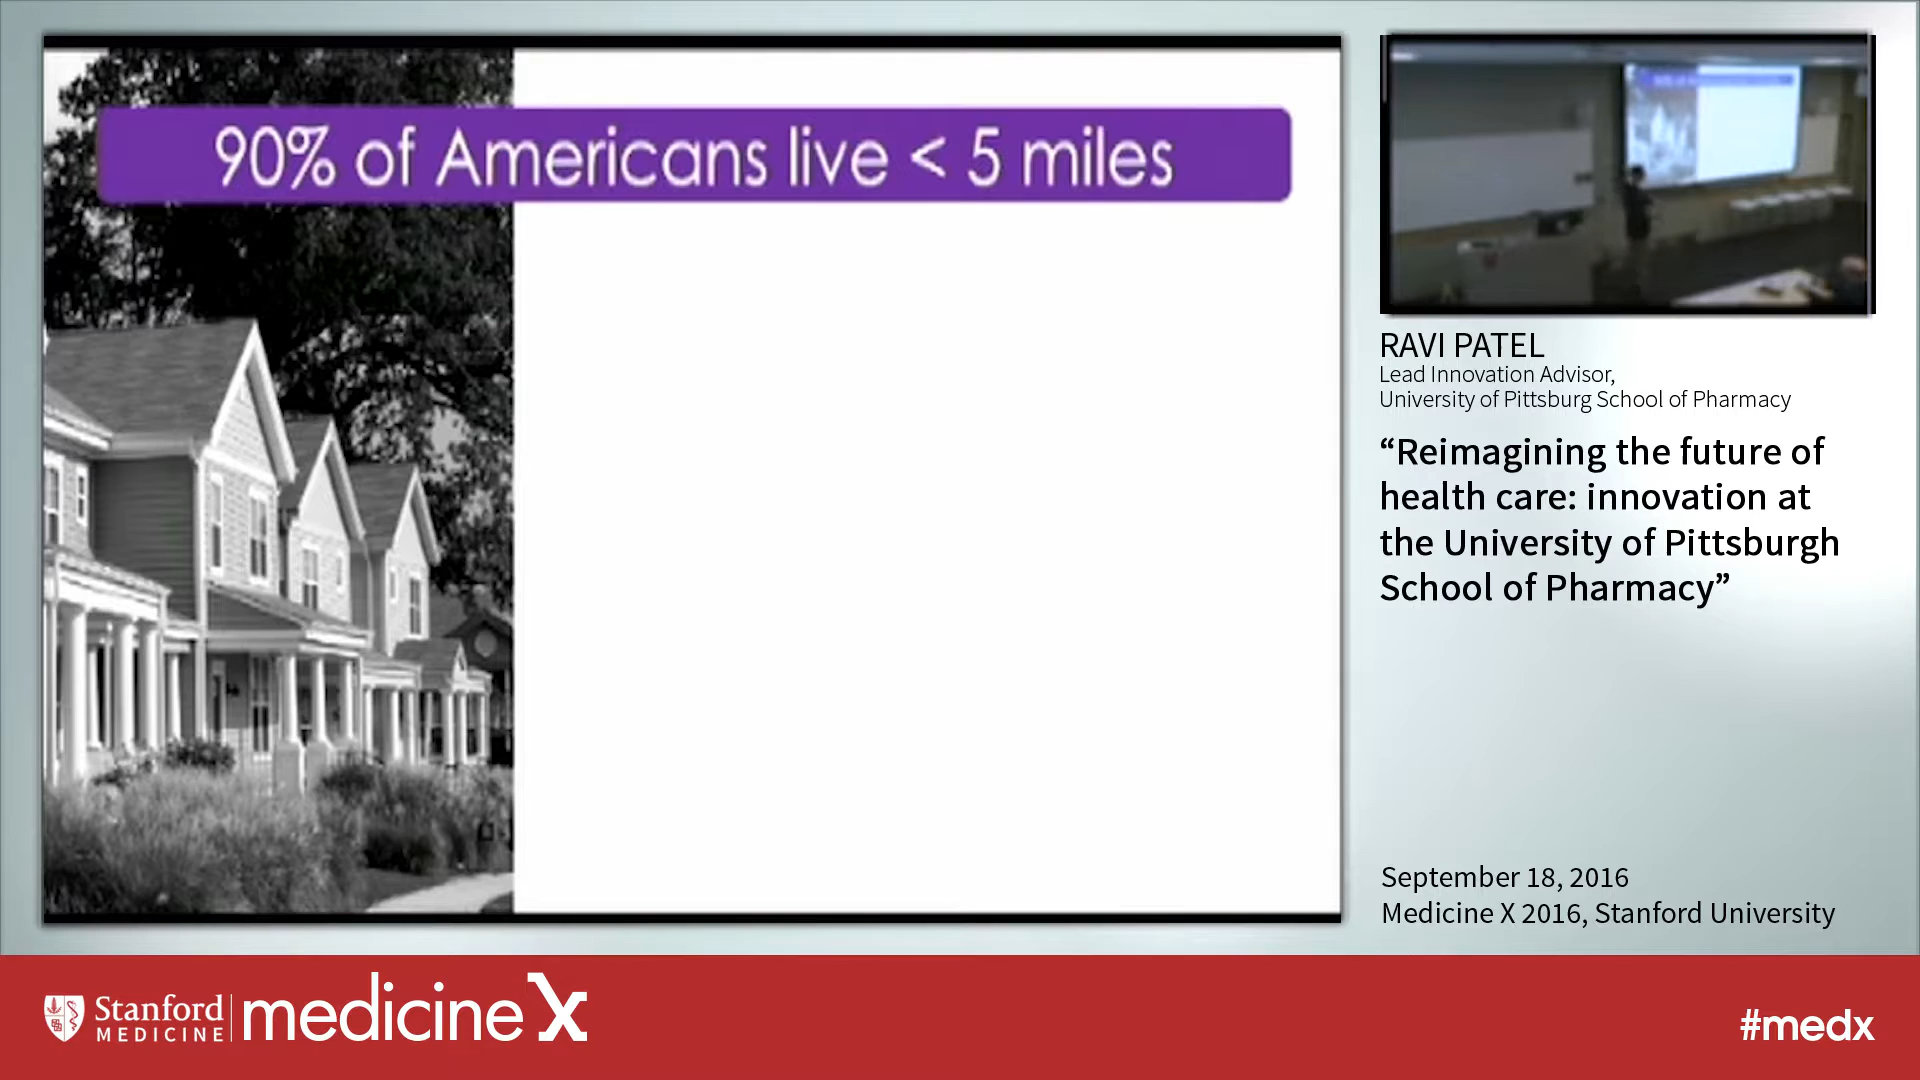 90% of Americans live < 5 miles
RAVI PATEL
Lead Innovation Advisor,
University of Pittsburg School of Pharmacy
“Reimagining the future of
health care: innovation at
the University of Pittsburgh
School of Pharmacy”
September 18, 2016
Medicine X 2016, Stanford University
Stanford
MEDICINE
medicine X
#medx